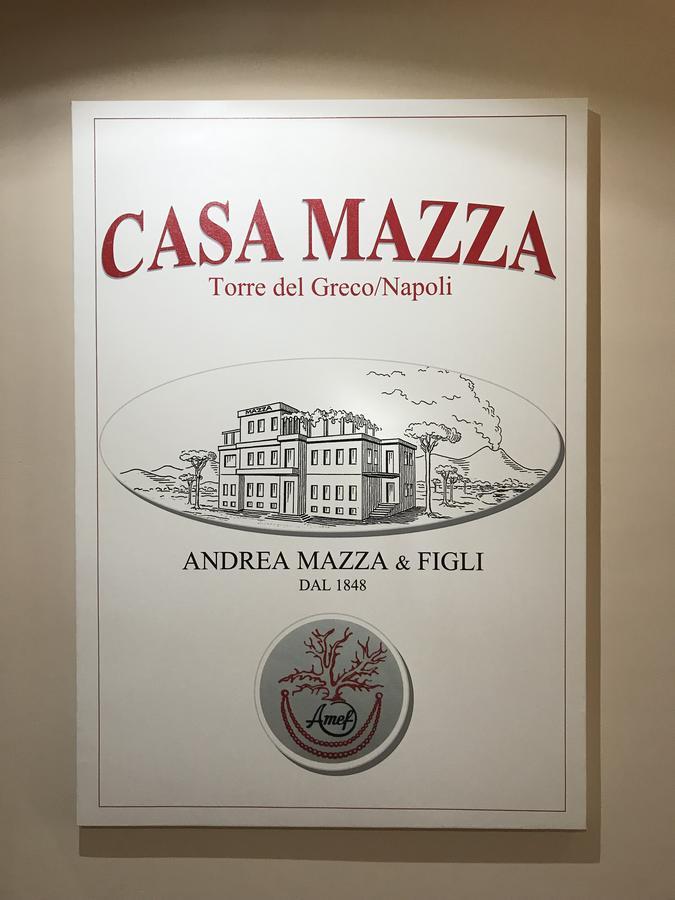 CASA MAZZA
Torre del Greco/Napoli
MAZZA
ANDREA MAZZA & FIGLI
DAL 1848
Amef